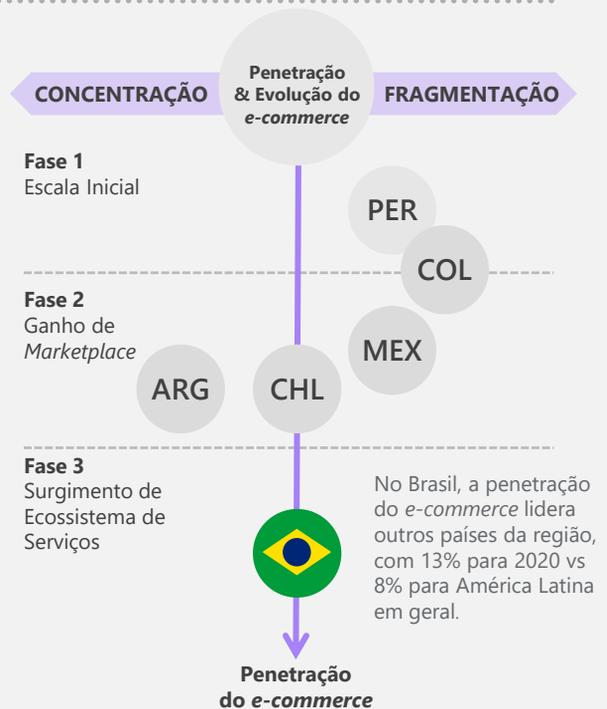 Penetração
& Evolução do
e-commerce
CONCENTRAÇÃO
FRAGMENTAÇÃO
Fase 1
Escala Inicial
PER
COL
Fase 2
Ganho de
Marketplace
MEX
ARG
CHL
Fase 3
Surgimento de
Ecossistema de
Serviços
No Brasil, a penetração
do e-commerce lidera
outros países da região,
com 13% para 2020 vs
8% para América Latina
em geral.
Penetração
do e-commerce